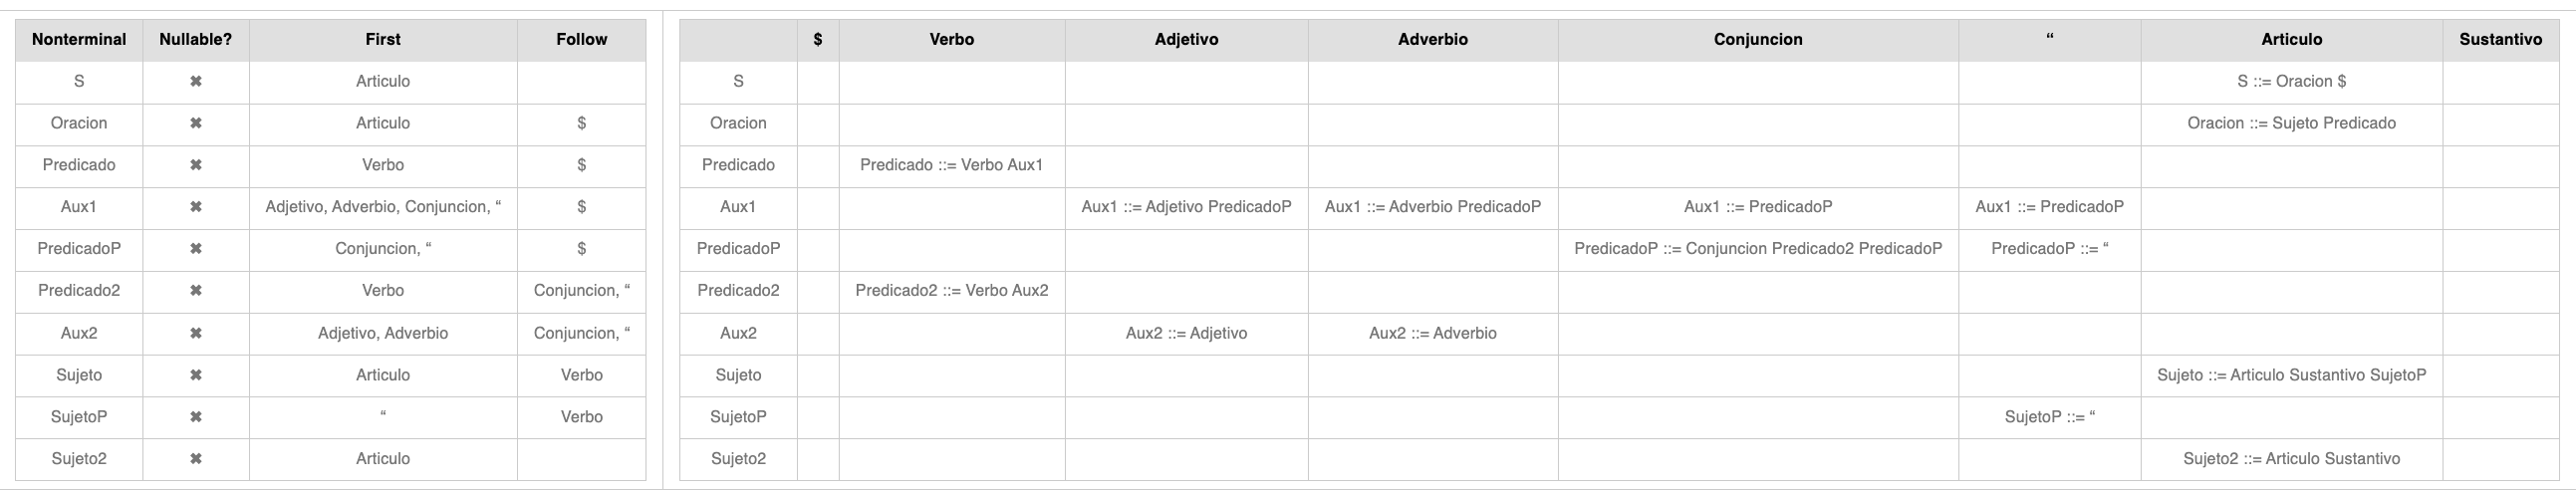 Nonterminal Nullable? First Follow
S ✖ Articulo
Oracion ✖ Articulo $
Predicado ✖ Verbo $
Aux1 ✖ Adjetivo, Adverbio, Conjuncion, “ $
PredicadoP ✖ Conjuncion, “ $
Predicado2 ✖ Verbo Conjuncion, “
Aux2 ✖ Adjetivo, Adverbio Conjuncion, “
Sujeto ✖ Articulo Verbo
SujetoP ✖ “ Verbo
Sujeto2 ✖ Articulo
$ Verbo Adjetivo Adverbio Conjuncion “ Articulo Sustantivo
S S ::= Oracion $
Oracion Oracion ::= Sujeto Predicado
Predicado Predicado ::= Verbo Aux1
Aux1 Aux1 ::= Adjetivo PredicadoP Aux1 ::= Adverbio PredicadoP Aux1 ::= PredicadoP Aux1 ::= PredicadoP
PredicadoP PredicadoP ::= Conjuncion Predicado2 PredicadoP PredicadoP ::= “
Predicado2 Predicado2 ::= Verbo Aux2
Aux2 Aux2 ::= Adjetivo Aux2 ::= Adverbio
Sujeto Sujeto ::= Articulo Sustantivo SujetoP
SujetoP SujetoP ::= “
Sujeto2 Sujeto2 ::= Articulo Sustantivo